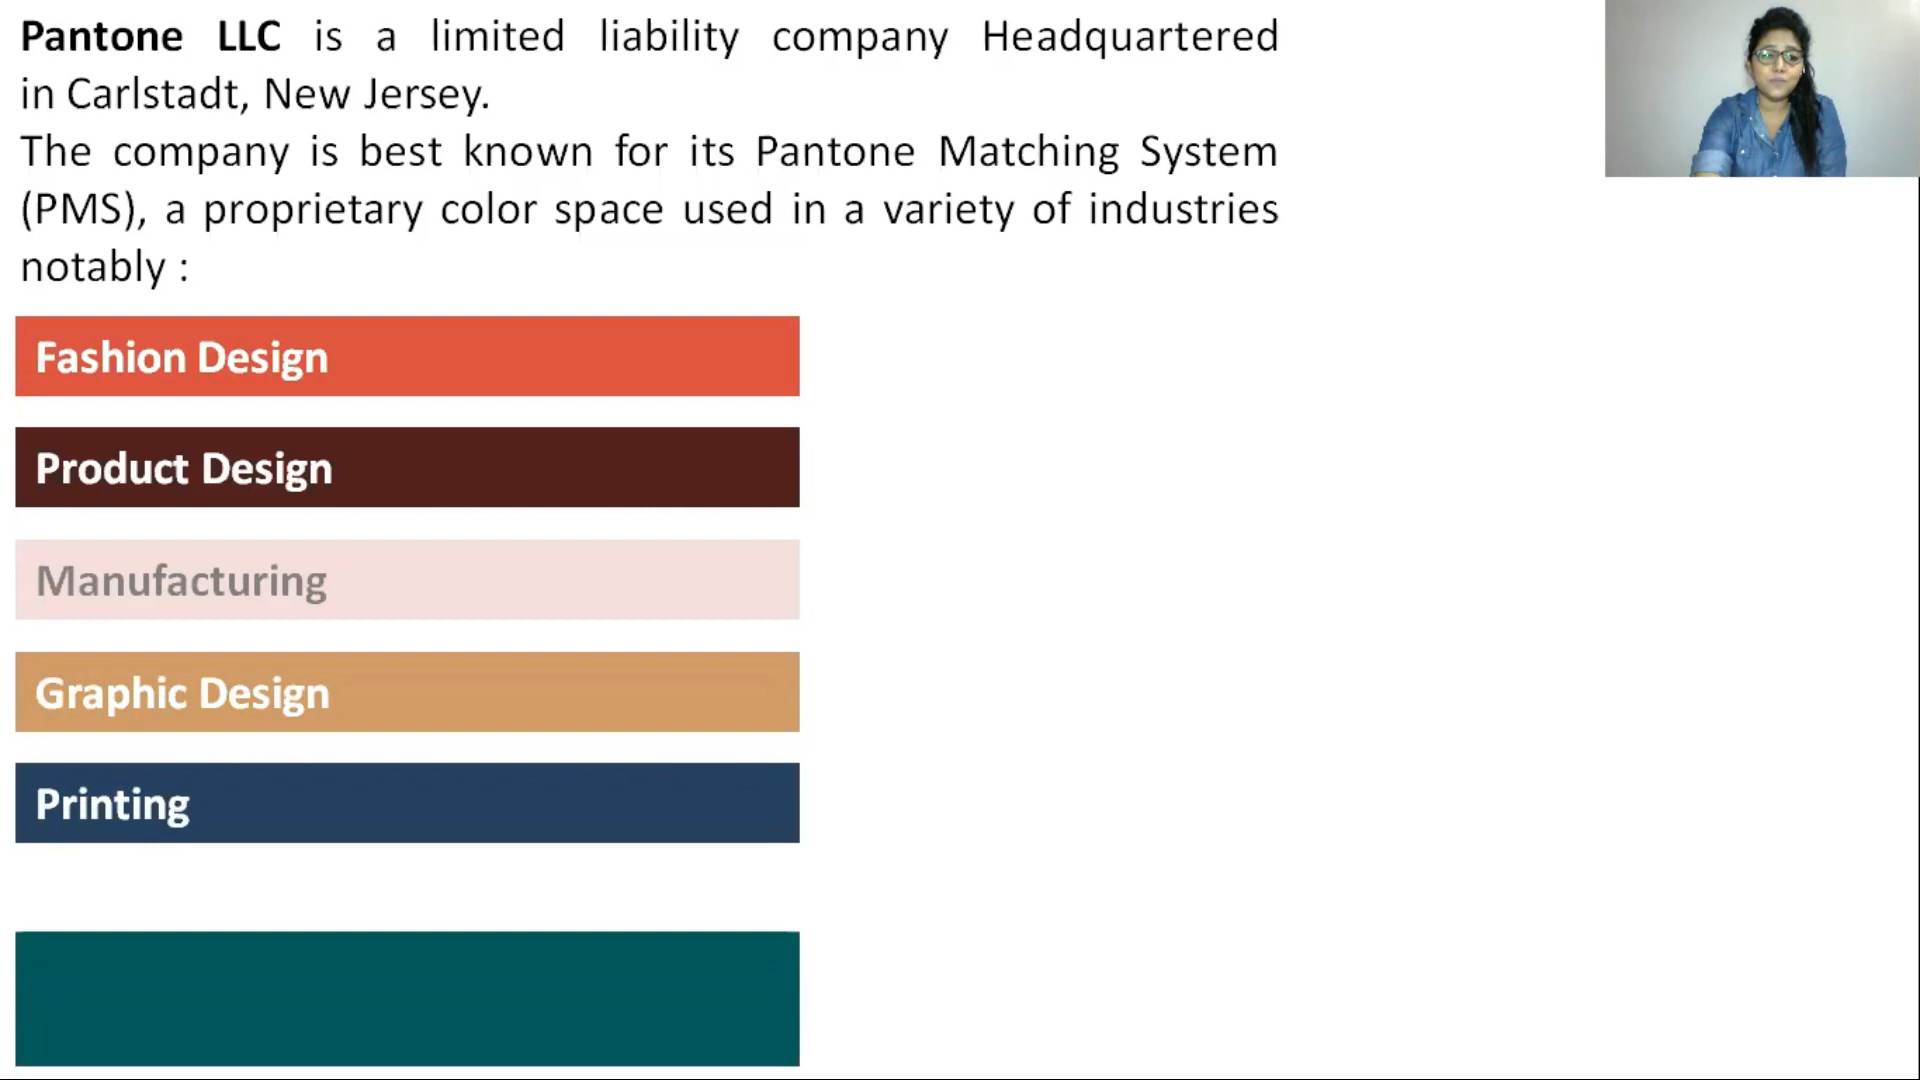 Pantone LLC is a limited liability company Headquartered
in Carlstadt, New Jersey.
The company is best known for its Pantone Matching System
(PMS), a proprietary color space used in a variety of industries
notably :
Fashion Design
Product Design
Manufacturing
Graphic Design
Printing